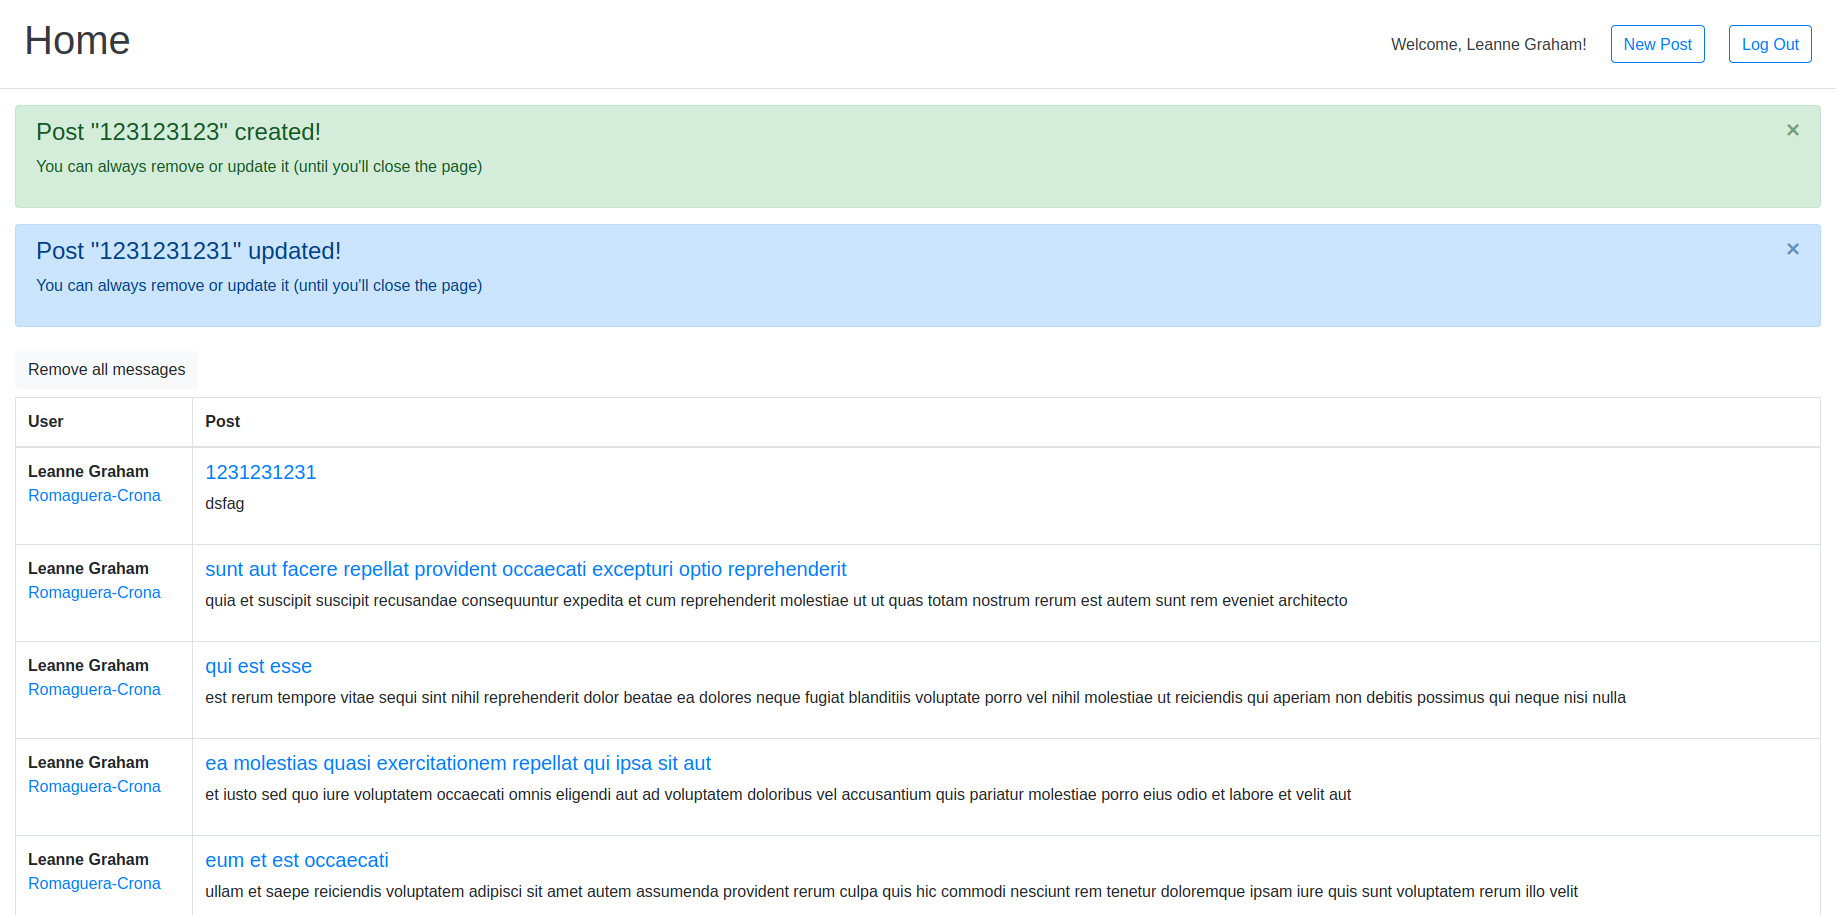 Home
Welcome, Leanne Graham!
New Post
Log Out
Post "123123123" created!
×
You can always remove or update it (until you'll close the page)
Post "1231231231" updated!
×
You can always remove or update it (until you'll close the page)
Remove all messages
User
Post
Leanne Graham
Romaguera-Crona
1231231231
dsfag
Leanne Graham
Romaguera-Crona
sunt aut facere repellat provident occaecati excepturi optio reprehenderit
quia et suscipit suscipit recusandae consequuntur expedita et cum reprehenderit molestiae ut ut quas totam nostrum rerum est autem sunt rem eveniet architecto
Leanne Graham
Romaguera-Crona
qui est esse
est rerum tempore vitae sequi sint nihil reprehenderit dolor beatae ea dolores neque fugiat blanditiis voluptate porro vel nihil molestiae ut reiciendis qui aperiam non debitis possimus qui neque nisi nulla
Leanne Graham
Romaguera-Crona
ea molestias quasi exercitationem repellat qui ipsa sit aut
et iusto sed quo iure voluptatem occaecati omnis eligendi aut ad voluptatem doloribus vel accusantium quis pariatur molestiae porro eius odio et labore et velit aut
Leanne Graham
Romaguera-Crona
eum et est occaecati
ullam et saepe reiciendis voluptatem adipisci sit amet autem assumenda provident rerum culpa quis hic commodi nesciunt rem tenetur doloremque ipsam iure quis sunt voluptatem rerum illo velit